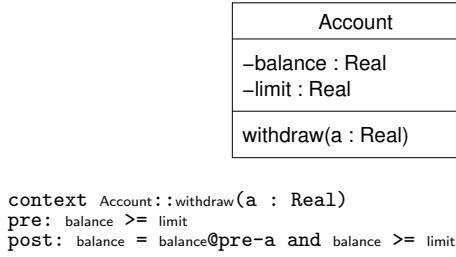 Account
–balance : Real
–limit : Real
withdraw(a : Real)
context Account::withdraw(a : Real)
pre: balance >= limit
post: balance = balance@pre-a and balance >= limit